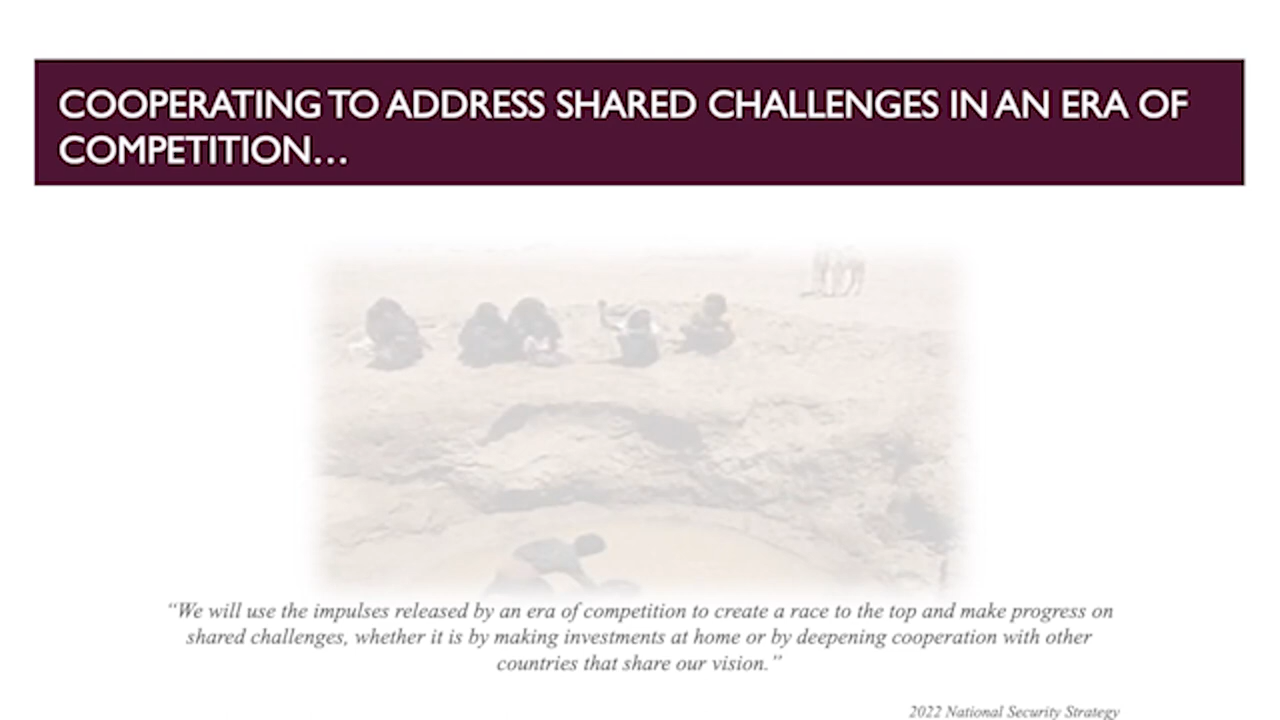 COOPERATING TO ADDRESS SHARED CHALLENGES IN AN ERA OF
COMPETITION…
“We will use the impulses released by an era of competition to create a race to the top and make progress on
shared challenges, whether it is by making investments at home or by deepening cooperation with other
countries that share our vision.”
2022 National Security Strategy